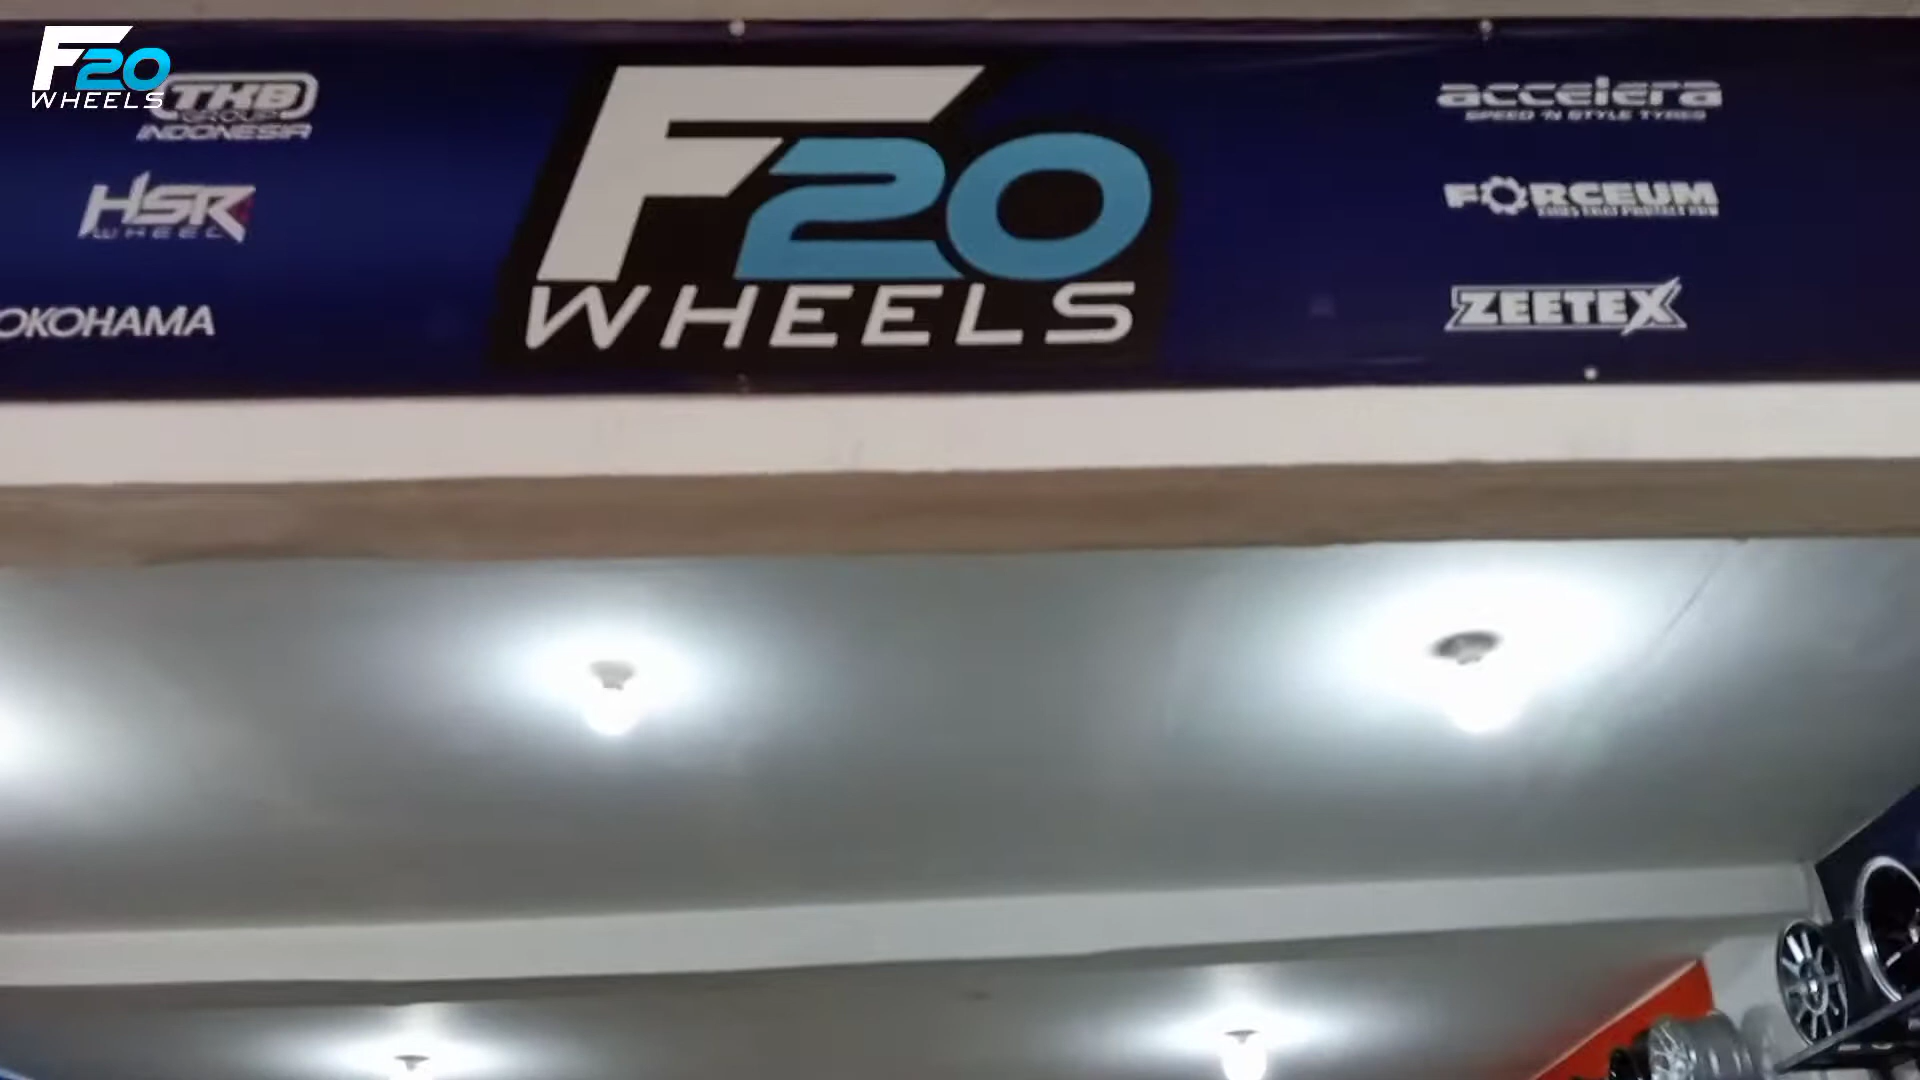 F20
WHEELS
TKB
GROUP
INDONESIA
HSR
WHEEL
OKOHAMA
F20
WHEELS
accelera
SPEED 'N STYLE TYRES
FORCEUM
ZEETEX